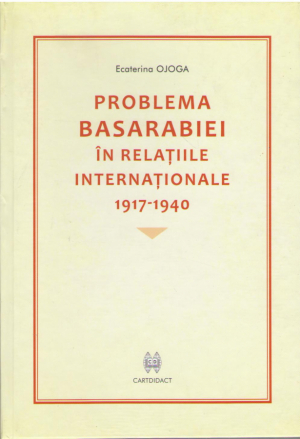 Ecaterina OJOGA
PROBLEMA
BASARABIEI
ÎN RELAȚIILE
INTERNAȚIONALE
1917-1940
CARTDIDACT